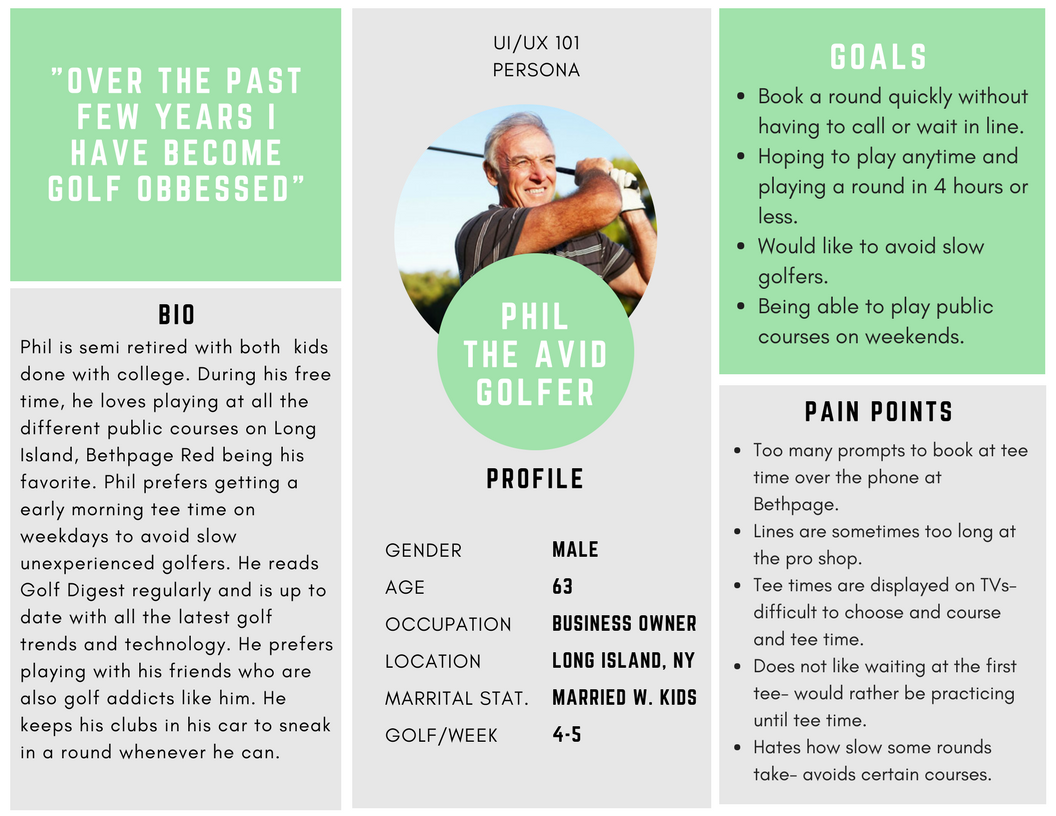 "OVER THE PAST
FEW YEARS I
HAVE BECOME
GOLF OBBESSED"
BIO
Phil is semi retired with both kids
done with college. During his free
time, he loves playing at all the
different public courses on Long
Island, Bethpage Red being his
favorite. Phil prefers getting a
early morning tee time on
weekdays to avoid slow
unexperienced golfers. He reads
Golf Digest regularly and is up to
date with all the latest golf
trends and technology. He prefers
playing with his friends who are
also golf addicts like him. He
keeps his clubs in his car to sneak
in a round whenever he can.
UI/UX 101
PERSONA
PHIL
THE AVID
GOLFER
PROFILE
GENDER MALE
AGE 63
OCCUPATION BUSINESS OWNER
LOCATION LONG ISLAND, NY
MARRITAL STAT. MARRIED W. KIDS
GOLF/WEEK 4-5
GOALS
• Book a round quickly without
having to call or wait in line.
• Hoping to play anytime and
playing a round in 4 hours or
less.
• Would like to avoid slow
golfers.
• Being able to play public
courses on weekends.
PAIN POINTS
• Too many prompts to book at tee
time over the phone at
Bethpage.
• Lines are sometimes too long at
the pro shop.
• Tee times are displayed on TVs-
difficult to choose and course
and tee time.
• Does not like waiting at the first
tee- would rather be practicing
until tee time.
• Hates how slow some rounds
take- avoids certain courses.